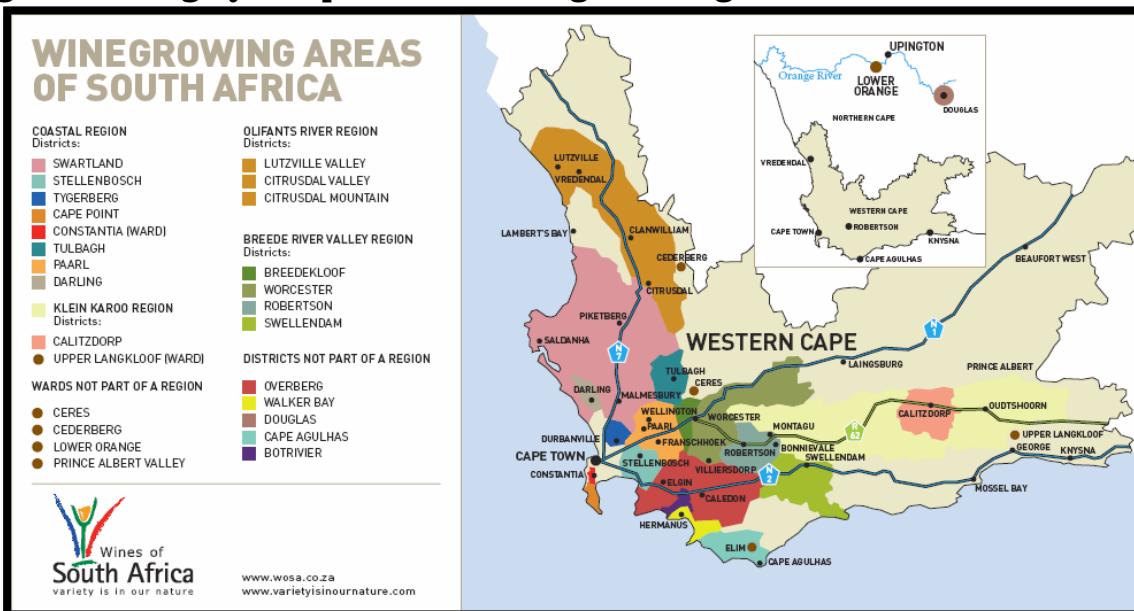 WINEGROWING AREAS
OF SOUTH AFRICA
COASTAL REGION
Districts:
SWARTLAND
STELLENBOSCH
TYGERBERG
CAPE POINT
CONSTANTIA (WARD)
TULBAGH
PAARL
DARLING
KLEIN KAROO REGION
Districts:
CALITZDORP
UPPER LANGKLOOF (WARD)
WARDS NOT PART OF A REGION
CERES
CEDERBERG
LOWER ORANGE
PRINCE ALBERT VALLEY
OLIFANTS RIVER REGION
Districts:
LUTZVILLE VALLEY
CITRUSDAL VALLEY
CITRUSDAL MOUNTAIN
BREEDE RIVER VALLEY REGION
Districts:
BREEDEKLOOF
WORCESTER
ROBERTSON
SWELLENDAM
DISTRICTS NOT PART OF A REGION
OVERBERG
WALKER BAY
DOUGLAS
CAPE AGULHAS
BOTRIVIER
Wines of
South Africa
variety is in our nature
www.wosa.co.za
www.varietyisinournature.com
UPINGTON
Orange River
LOWER
ORANGE
DOUGLAS
NORTHERN CAPE
VREDENDAL
WESTERN CAPE
ROBERTSON
CAPE TOWN
KNYSNA
CAPE AGULHAS
LUTZVILLE
VREDENDAL
LAMBERT'S BAY
CLANWILLIAM
CEDERBERG
CITRUSDAL
BEAUFORT WEST
PIKETBERG
SALDANHA
WESTERN CAPE
N
1
N
7
LAINGSBURG
PRINCE ALBERT
TULBAGH
CERES
DARLING
MALMESBURY
WELLINGTON
PAARL
WORCESTER
CALITZDORP
OUDTSHOORN
MONTAGU
R
62
DURBANVILLE
FRANSCHHOEK
BONNIEVALE
UPPER LANGKLOOF
CAPE TOWN
STELLENBOSCH
ROBERTSON
SWELLENDAM
GEORGE
KNYSNA
CONSTANTIA
VILLIERSDORP
N
2
ELGIN
CALEDON
MOSSEL BAY
HERMANUS
ELIM
CAPE AGULHAS